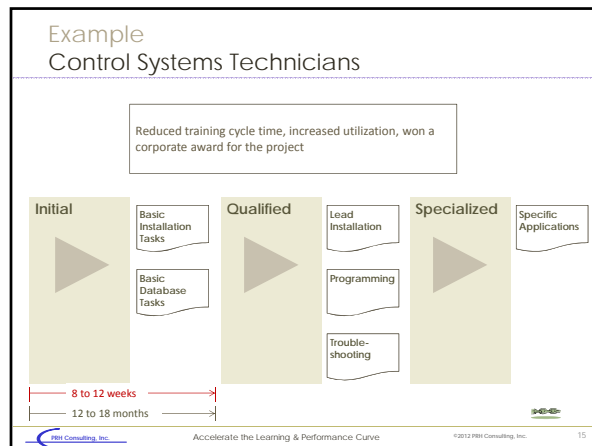 Example
Control Systems Technicians
Reduced training cycle time, increased utilization, won a
corporate award for the project
Initial
Basic
Installation
Tasks
Basic
Database
Tasks
Qualified
Lead
Installation
Programming
Trouble-
shooting
Specialized
Specific
Applications
8 to 12 weeks
12 to 18 months
PRH Consulting, Inc.
Accelerate the Learning & Performance Curve
©2012 PRH Consulting, Inc.
15